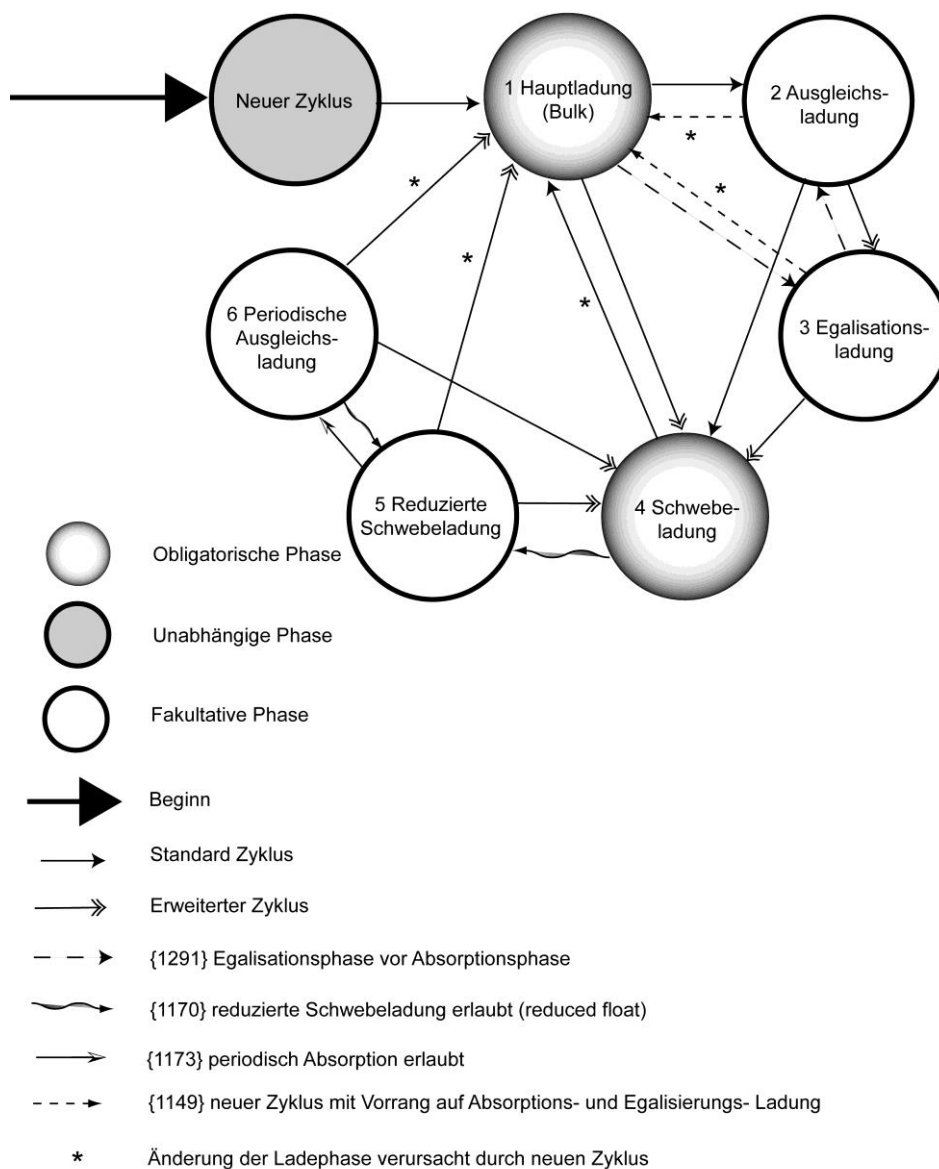 Neuer Zyklus
1 Hauptladung
(Bulk)
2 Ausgleichs-
ladung
*
*
*
*
*
6 Periodische
Ausgleichs-
ladung
3 Egalisations-
ladung
5 Reduzierte
Schwebeladung
4 Schwebe-
ladung
Obligatorische Phase
Unabhängige Phase
Fakultative Phase
Beginn
Standard Zyklus
Erweiterter Zyklus
{1291} Egalisationsphase vor Absorptionsphase
{1170} reduzierte Schwebeladung erlaubt (reduced float)
{1173} periodisch Absorption erlaubt
{1149} neuer Zyklus mit Vorrang auf Absorptions- und Egalisierungs- Ladung
* Änderung der Ladephase verursacht durch neuen Zyklus